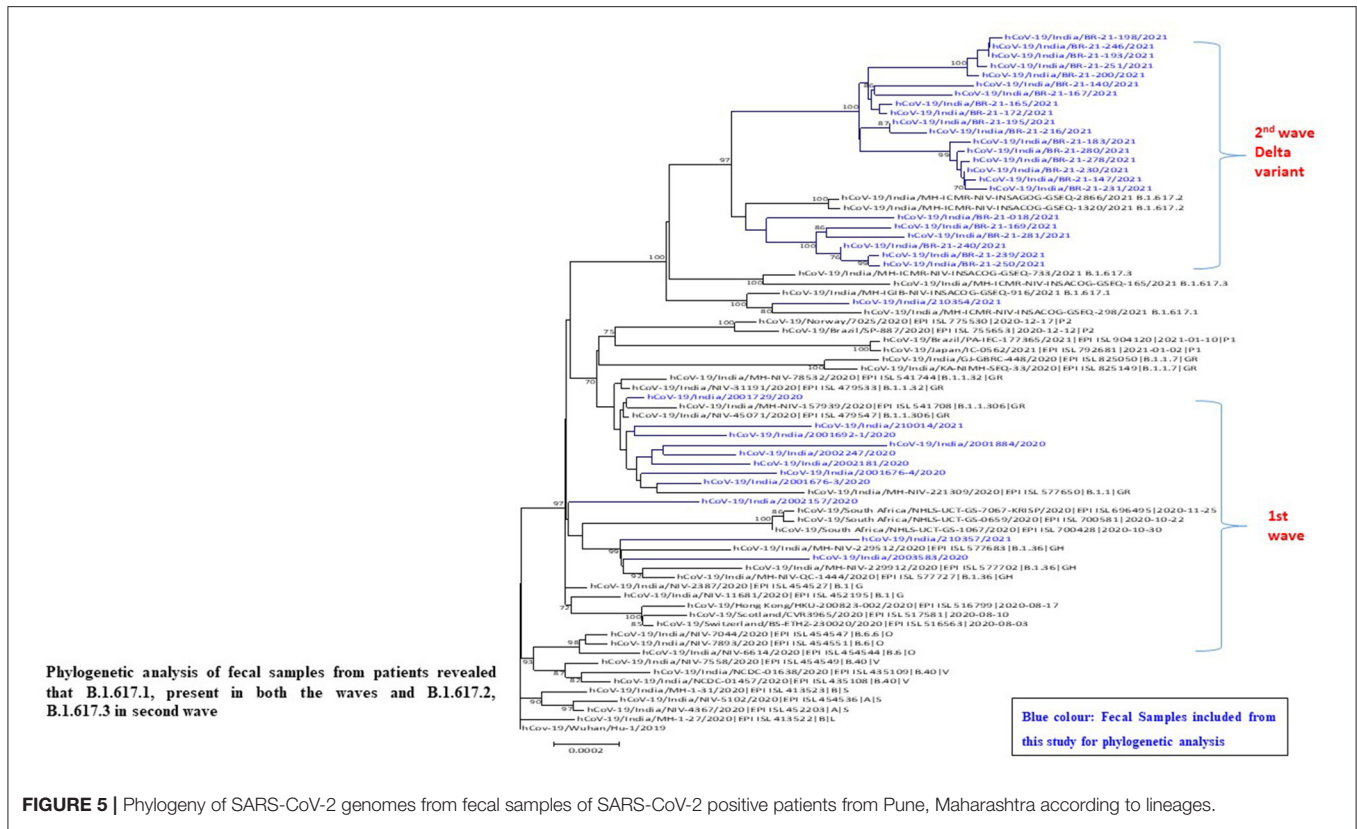 hCoV-19/India/BR-21-198/2021
hCoV-19/India/BR-21-246/2021
hCoV-19/India/BR-21-193/2021
100
hCoV-19/India/BR-21-251/2021
hCoV-19/India/BR-21-200/2021
86
hCoV-19/India/BR-21-140/2021
hCoV-19/India/BR-21-167/2021
100
hCoV-19/India/BR-21-165/2021
hCoV-19/India/BR-21-172/2021
87
hCoV-19/India/BR-21-195/2021
hCoV-19/India/BR-21-216/2021
hCoV-19/India/BR-21-183/2021
99
hCoV-19/India/BR-21-280/2021
hCoV-19/India/BR-21-278/2021
hCoV-19/India/BR-21-230/2021
hCoV-19/India/BR-21-147/2021
70
hCoV-19/India/BR-21-231/2021
2nd wave
Delta
variant
97
100
hCoV-19/India/MH-ICMR-NIV-INSAGOG-GSEQ-2866/2021 B.1.617.2
hCoV-19/India/MH-ICMR-NIV-INSACOG-GSEQ-1320/2021 B.1.617.2
hCoV-19/India/BR-21-018/2021
86
hCoV-19/India/BR-21-169/2021
hCoV-19/India/BR-21-281/2021
100
hCoV-19/India/BR-21-240/2021
76
hCoV-19/India/BR-21-239/2021
99
hCoV-19/India/BR-21-250/2021
100
hCoV-19/India/MH-ICMR-NIV-INSACOG-GSEQ-733/2021 B.1.617.3
100
hCoV-19/India/MH-ICMR-NIV-INSACOG-GSEQ-165/2021 B.1.617.3
hCoV-19/India/MH-IGIB-NIV-INSACOG-GSEQ-916/2021 B.1.617.1
100
hCoV-19/India/210354/2021
80
hCoV-19/India/MH-ICMR-NIV-INSACOG-GSEQ-298/2021 B.1.617.1
100
hCoV-19/Norway/7025/2020|EPI ISL 775530|2020-12-17|P2
hCoV-19/Brazil/SP-887/2020|EPI ISL 755653|2020-12-12|P2
75
hCoV-19/Brazil/PA-IEC-177365/2021|EPI ISL 904120|2021-01-10|P1
100
hCoV-19/Japan/IC-0562/2021|EPI ISL 792681|2021-01-02|P1
hCoV-19/India/GJ-GBRC-448/2020|EPI ISL 825050|B.1.1.7|GR
100
hCoV-19/India/KA-NIMH-SEQ-33/2020|EPI ISL 825149|B.1.1.7|GR
70
hCoV-19/India/MH-NIV-78532/2020|EPI ISL 541744|B.1.1.32|GR
hCoV-19/India/NIV-31191/2020|EPI ISL 479533|B.1.1.32|GR
hCoV-19/India/2001729/2020
hCoV-19/India/MH-NIV-157939/2020|EPI ISL 541708|B.1.1.306|GR
hCoV-19/India/NIV-45071/2020|EPI ISL 479547|B.1.1.306|GR
hCoV-19/India/210014/2021
hCoV-19/India/2001692-1/2020
hCoV-19/India/2001884/2020
hCoV-19/India/2002247/2020
hCoV-19/India/2002181/2020
hCoV-19/India/2001676-4/2020
hCoV-19/India/2001676-3/2020
hCoV-19/India/MH-NIV-221309/2020|EPI ISL 577650|B.1.1|GR
97
hCoV-19/India/2002157/2020
86
hCoV-19/South Africa/NHLS-UCT-GS-7067-KRISP/2020|EPI ISL 696495|2020-11-25
100
hCoV-19/South Africa/NHLS-UCT-GS-0659/2020|EPI ISL 700581|2020-10-22
hCoV-19/South Africa/NHLS-UCT-GS-1067/2020|EPI ISL 700428|2020-10-30
hCoV-19/India/210357/2021
99
hCoV-19/India/MH-NIV-229512/2020|EPI ISL 577683|B.1.36|GH
hCoV-19/India/2003583/2020
hCoV-19/India/MH-NIV-229912/2020|EPI ISL 577702|B.1.36|GH
97
hCoV-19/India/MH-NIV-QC-1444/2020|EPI ISL 577727|B.1.36|GH
hCoV-19/India/NIV-2387/2020|EPI ISL 454527|B.1|G
72
hCoV-19/India/NIV-11681/2020|EPI ISL 452195|B.1|G
hCoV-19/Hong Kong/HKU-200823-002/2020|EPI ISL 516799|2020-08-17
100
hCoV-19/Scotland/CVR3965/2020|EPI ISL 517581|2020-08-10
85
hCoV-19/Switzerland/BS-ETHZ-230020/2020|EPI ISL 516563|2020-08-03
hCoV-19/India/NIV-7044/2020|EPI ISL 454547|B.6.6|O
98
hCoV-19/India/NIV-7893/2020|EPI ISL 454551|B.6|O
hCoV-19/India/NIV-6614/2020|EPI ISL 454544|B.6|O
1st
wave
93
hCoV-19/India/NIV-7558/2020|EPI ISL 454549|B.40|V
87
hCoV-19/India/NCDC-01638/2020|EPI ISL 435109|B.40|V
87
hCoV-19/India/NCDC-01457/2020|EPI ISL 435108|B.40|V
hCoV-19/India/MH-1-31/2020|EPI ISL 413523|B|S
90
hCoV-19/India/NIV-5102/2020|EPI ISL 454536|A|S
97
hCoV-19/India/NIV-4367/2020|EPI ISL 452203|A|S
hCoV-19/India/MH-1-27/2020|EPI ISL 413522|B|L
hCov-19/Wuhan/Hu-1/2019
0.0002
Phylogenetic analysis of fecal samples from patients revealed
that B.1.617.1, present in both the waves and B.1.617.2,
B.1.617.3 in second wave
Blue colour: Fecal Samples included from
this study for phylogenetic analysis
FIGURE 5 | Phylogeny of SARS-CoV-2 genomes from fecal samples of SARS-CoV-2 positive patients from Pune, Maharashtra according to lineages.